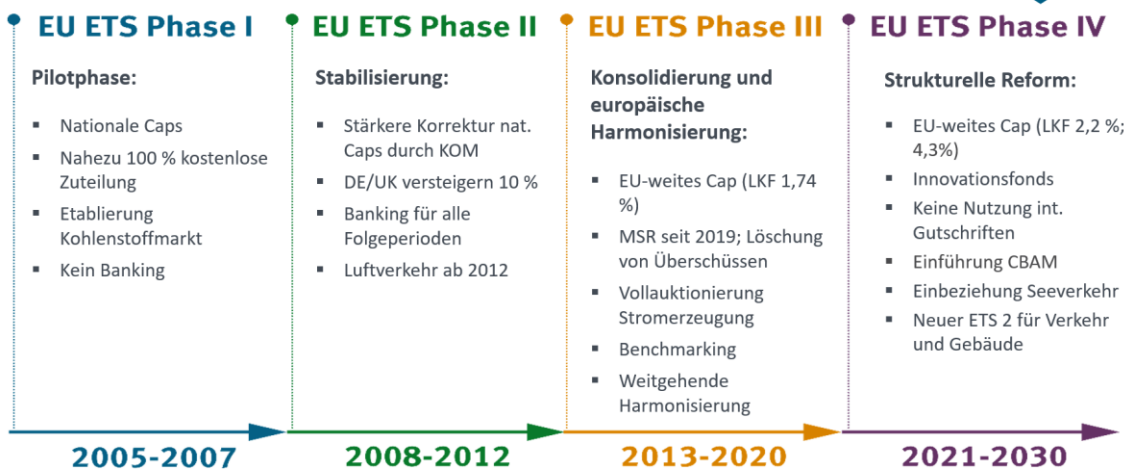 EU ETS Phase I
Pilotphase:
▪ Nationale Caps
▪ Nahezu 100 % kostenlose
Zuteilung
▪ Etablierung
Kohlenstoffmarkt
▪ Kein Banking
2005-2007
EU ETS Phase II
Stabilisierung:
▪ Stärkere Korrektur nat.
Caps durch KOM
▪ DE/UK versteigern 10 %
▪ Banking für alle
Folgeperioden
▪ Luftverkehr ab 2012
2008-2012
EU ETS Phase III
Konsolidierung und
europäische
Harmonisierung:
▪ EU-weites Cap (LKF 1,74
%)
▪ MSR seit 2019; Löschung
von Überschüssen
▪ Vollauktionierung
Stromerzeugung
▪ Benchmarking
▪ Weitgehende
Harmonisierung
2013-2020
EU ETS Phase IV
Strukturelle Reform:
▪ EU-weites Cap (LKF 2,2 %;
4,3%)
▪ Innovationsfonds
▪ Keine Nutzung int.
Gutschriften
▪ Einführung CBAM
▪ Einbeziehung Seeverkehr
▪ Neuer ETS 2 für Verkehr
und Gebäude
2021-2030